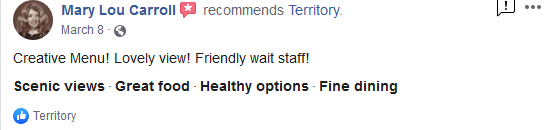 Mary Lou Carroll recommends Territory.
March 8 ·
Creative Menu! Lovely view! Friendly wait staff!
Scenic views · Great food · Healthy options · Fine dining
Territory